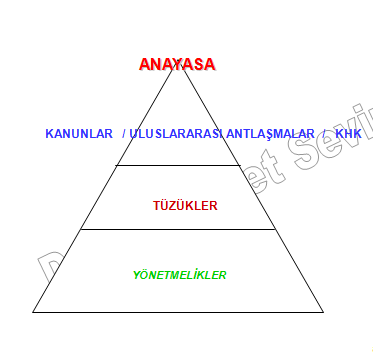 ANAYASA
KANUNLAR / ULUSLARARASI ANTLAŞMALAR / KHK
TÜZÜKLER
YÖNETMELİKLER